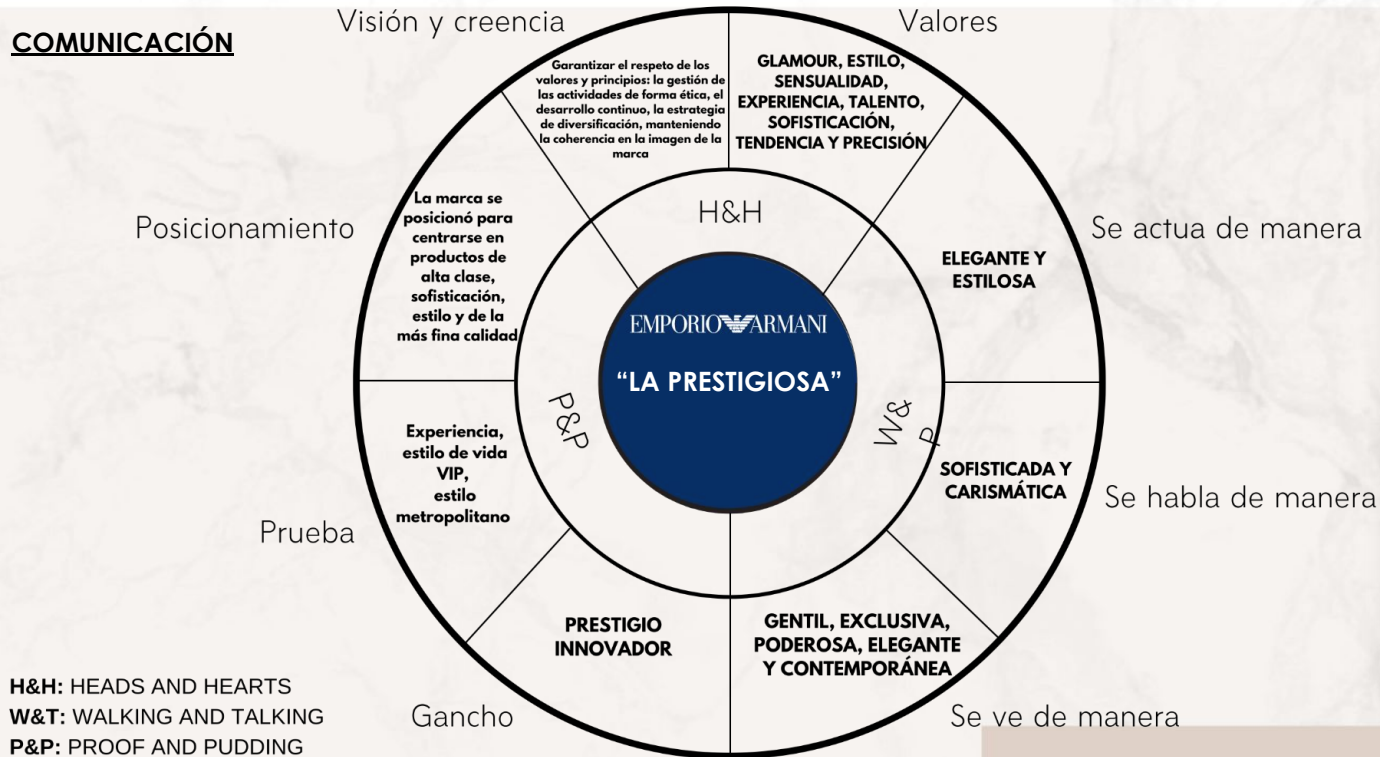 COMUNICACIÓN
Visión y creencia
Garantizar el respeto de los
valores y principios: la gestión de
las actividades de forma ética, el
desarrollo continuo, la estrategia
de diversificación, manteniendo
la coherencia en la imagen de la
marca
Valores
GLAMOUR, ESTILO,
SENSUALIDAD,
EXPERIENCIA, TALENTO,
SOFISTICACIÓN,
TENDENCIA Y PRECISIÓN
Posicionamiento
La marca se
posicionó para
centrarse en
productos de
alta clase,
sofisticación,
estilo y de la
más fina calidad
H&H
Se actua de manera
ELEGANTE Y
ESTILOSA
EMPORIO ARMANI
“LA PRESTIGIOSA”
P&P
W&
P
Prueba
Experiencia,
estilo de vida
VIP,
estilo
metropolitano
SOFISTICADA Y
CARISMÁTICA
Se habla de manera
Gancho
PRESTIGIO
INNOVADOR
GENTIL, EXCLUSIVA,
PODEROSA, ELEGANTE
Y CONTEMPORÁNEA
Se ve de manera
H&H: HEADS AND HEARTS
W&T: WALKING AND TALKING
P&P: PROOF AND PUDDING